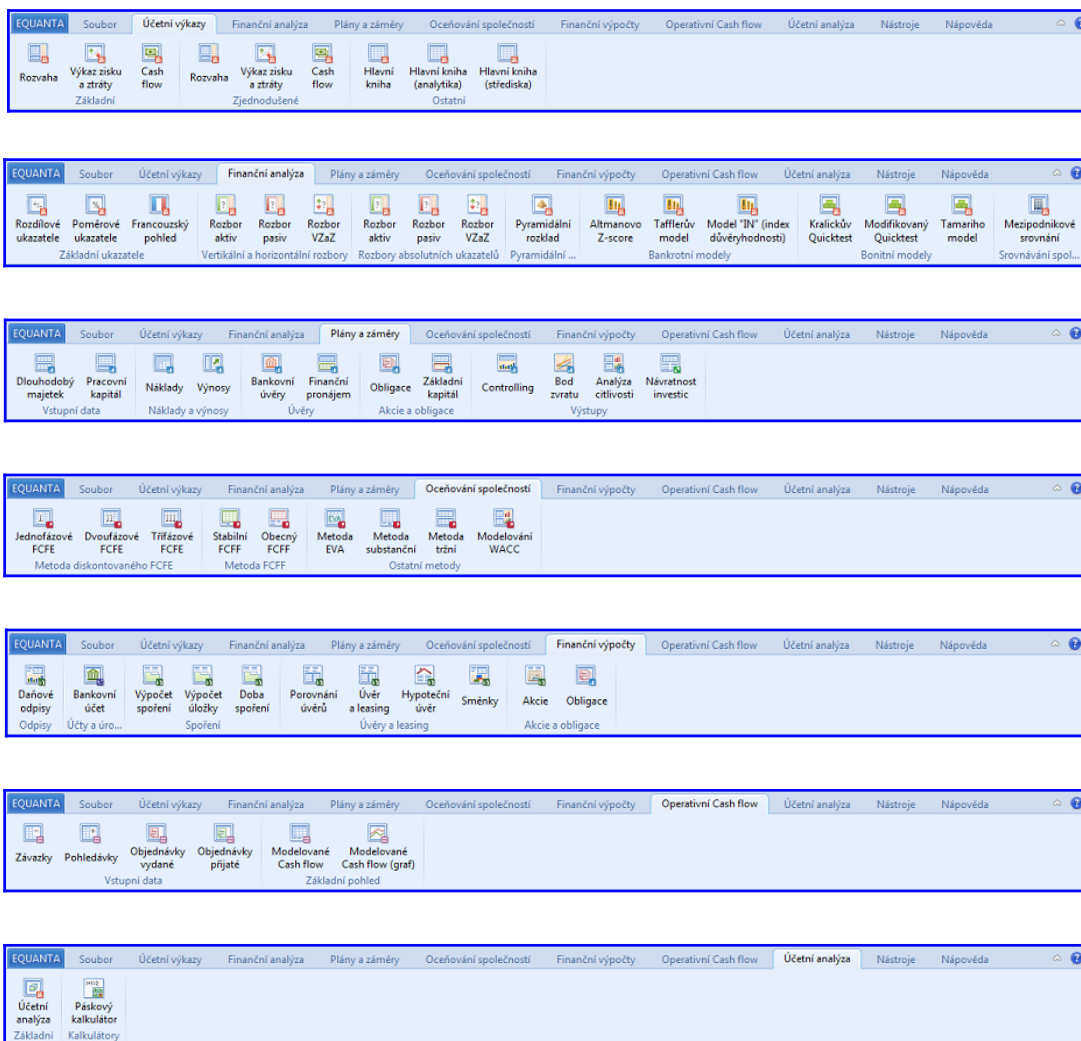 EQUANTA Soubor Účetní výkazy Finanční analýza Plány a záměry Oceňování společností Finanční výpočty Operativní Cash flow Účetní analýza Nástroje Nápověda
Rozvaha Výkaz zisku a ztráty Cash flow Rozvaha Výkaz zisku a ztráty Cash flow Hlavní kniha Hlavní kniha (analytika) Hlavní kniha (střediska)
Základní Zjednodušené Ostatní
EQUANTA Soubor Účetní výkazy Finanční analýza Plány a záměry Oceňování společností Finanční výpočty Operativní Cash flow Účetní analýza Nástroje Nápověda
Rozdílové ukazatele Poměrové ukazatele Francouzský pohled Rozbor aktiv Rozbor pasiv Rozbor VZaZ Rozbor aktiv Rozbor pasiv Rozbor VZaZ Pyramidální rozklad Altmanovo Z-score Tafflerův model Model "IN" (index důvěryhodnosti) Kralickův Quicktest Modifikovaný Quicktest Tamariho model Mezipodnikové srovnání
Základní ukazatele Vertikální a horizontální rozbory Rozbory absolutních ukazatelů Pyramidální ... Bankrotní modely Bonitní modely Srovnávání spol...
EQUANTA Soubor Účetní výkazy Finanční analýza Plány a záměry Oceňování společností Finanční výpočty Operativní Cash flow Účetní analýza Nástroje Nápověda
Dlouhodobý majetek Pracovní kapitál Náklady Výnosy Bankovní úvěry Finanční pronájem Obligace Základní kapitál Controlling Bod zvratu Analýza citlivosti Návratnost investic
Vstupní data Náklady a výnosy Úvěry Akcie a obligace Výstupy
EQUANTA Soubor Účetní výkazy Finanční analýza Plány a záměry Oceňování společností Finanční výpočty Operativní Cash flow Účetní analýza Nástroje Nápověda
Jednofázové FCFE Dvoufázové FCFE Třífázové FCFE Stabilní FCFF Obecný FCFF Metoda EVA Metoda substanční Metoda tržní Modelování WACC
Metoda diskontovaného FCFE Metoda FCFF Ostatní metody
EQUANTA Soubor Účetní výkazy Finanční analýza Plány a záměry Oceňování společností Finanční výpočty Operativní Cash flow Účetní analýza Nástroje Nápověda
Daňové odpisy Bankovní účet Výpočet spoření Výpočet úložky Doba spoření Porovnání úvěrů Úvěr a leasing Hypoteční úvěr Směnky Akcie Obligace
Odpisy Účty a úro... Spoření Úvěry a leasing Akcie a obligace
EQUANTA Soubor Účetní výkazy Finanční analýza Plány a záměry Oceňování společností Finanční výpočty Operativní Cash flow Účetní analýza Nástroje Nápověda
Závazky Pohledávky Objednávky vydané Objednávky přijaté Modelované Cash flow Modelované Cash flow (graf)
Vstupní data Základní pohled
EQUANTA Soubor Účetní výkazy Finanční analýza Plány a záměry Oceňování společností Finanční výpočty Operativní Cash flow Účetní analýza Nástroje Nápověda
Účetní analýza Páskový kalkulátor
Základní Kalkulátory